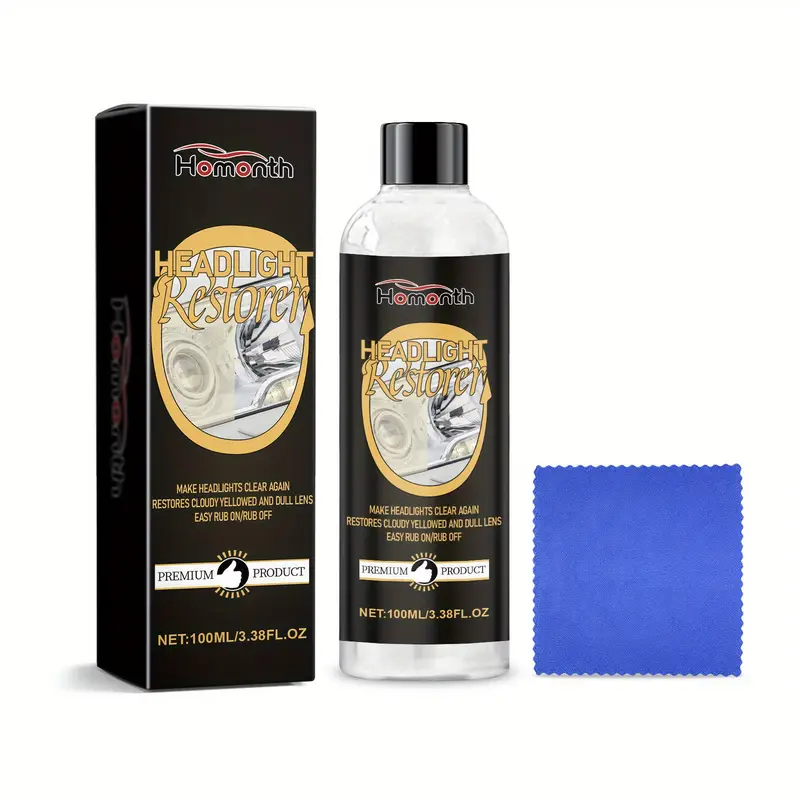 Homonth
HEADLIGHT
Restorer
MAKE HEADLIGHTS CLEAR AGAIN
RESTORES CLOUDY YELLOWED AND DULL LENS
EASY RUB ON/RUB OFF
PREMIUM PRODUCT
NET:100ML/3.38FL.OZ
Homonth
Homonth
HEADLIGHT
Restorer
MAKE HEADLIGHTS CLEAR AGAIN
RESTORES CLOUDY YELLOWED AND DULL LENS
EASY RUB ON/RUB OFF
PREMIUM PRODUCT
NET:100ML/3.38FL.OZ